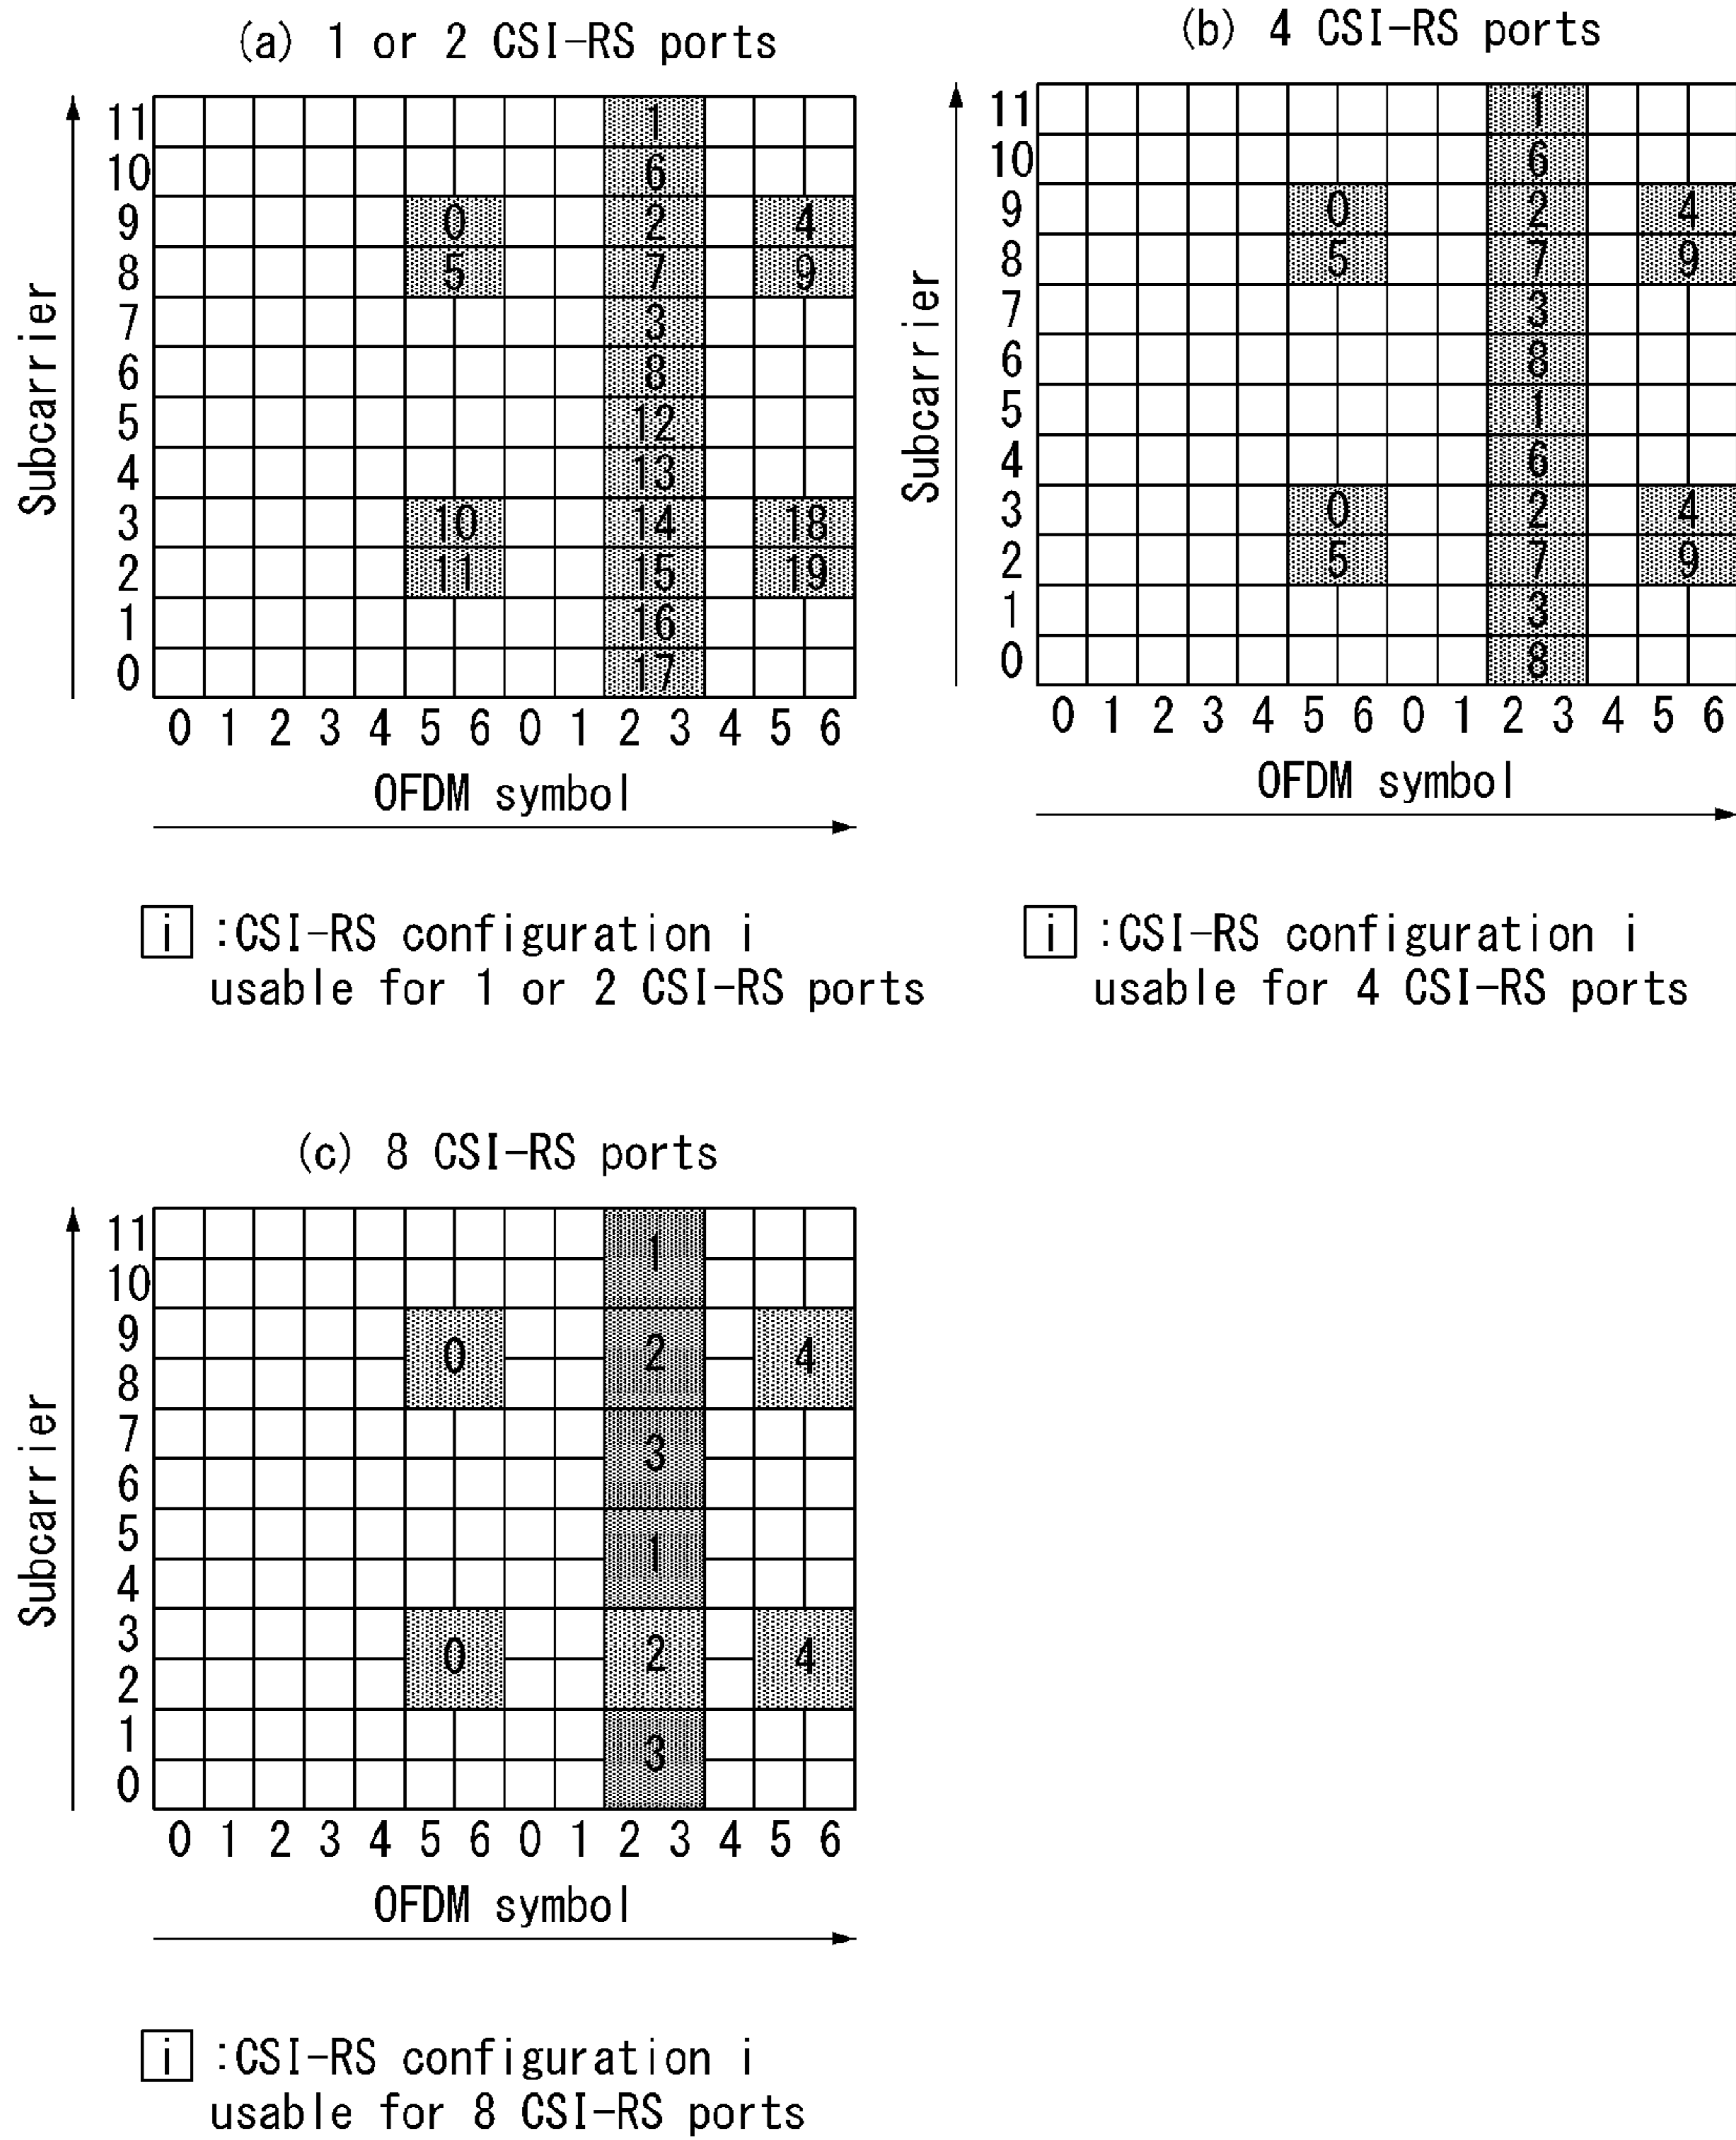 (a) 1 or 2 CSI-RS ports
Subcarrier
11 1
10 6
9 0 2 4
8 5 7 9
7 3
6 8
5 12
4 13
3 10 14 18
2 11 15 19
1 16
0 17
0 1 2 3 4 5 6 0 1 2 3 4 5 6
OFDM symbol
i :CSI-RS configuration i
usable for 1 or 2 CSI-RS ports
(b) 4 CSI-RS ports
Subcarrier
11 1
10 6
9 0 2 4
8 5 7 9
7 3
6 8
5 1
4 6
3 0 2 4
2 5 7 9
1 3
0 8
0 1 2 3 4 5 6 0 1 2 3 4 5 6
OFDM symbol
i :CSI-RS configuration i
usable for 4 CSI-RS ports
(c) 8 CSI-RS ports
Subcarrier
11
1
10
9
0 2 4
8
7
3
6
5
1
4
3
0 2 4
2
1
3
0
0 1 2 3 4 5 6 0 1 2 3 4 5 6
OFDM symbol
i :CSI-RS configuration i
usable for 8 CSI-RS ports